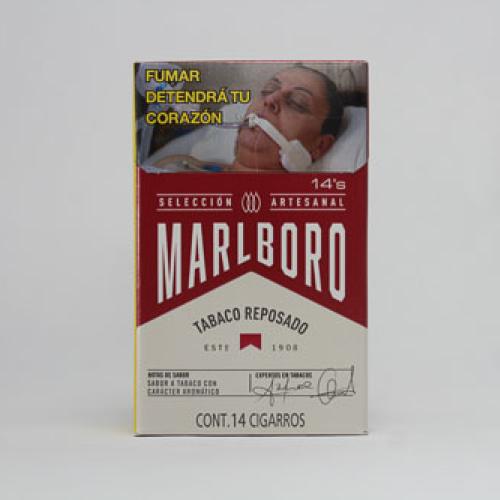 FUMAR
DETENDRÁ TU
CORAZÓN
14's
SELECCIÓN ARTESANAL
MARLBORO
TABACO REPOSADO
ESTE 1908
NOTAS DE SABOR
SABOR A TABACO CON
CARÁCTER AROMÁTICO
EXPERTOS EN TABACOS
CONT. 14 CIGARROS